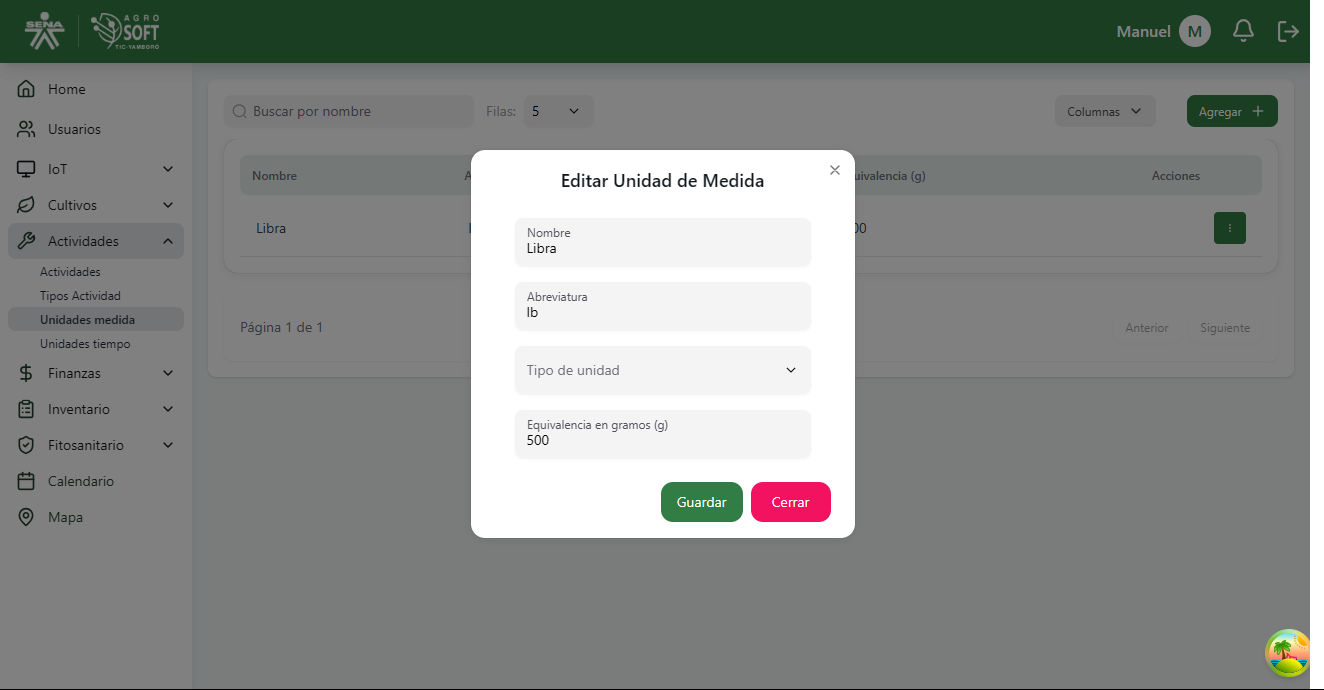 SENA
AGRO
SOFT
TIC-YAMBORÓ
Manuel
M
Home
Usuarios
IoT
Cultivos
Actividades
Actividades
Tipos Actividad
Unidades medida
Unidades tiempo
Finanzas
Inventario
Fitosanitario
Calendario
Mapa
Buscar por nombre
Filas:
5
Columnas
Agregar
Nombre
Acciones
Libra
Página 1 de 1
Anterior
Siguiente
Editar Unidad de Medida
Nombre
Libra
Abreviatura
lb
Tipo de unidad
Equivalencia en gramos (g)
500
Guardar
Cerrar